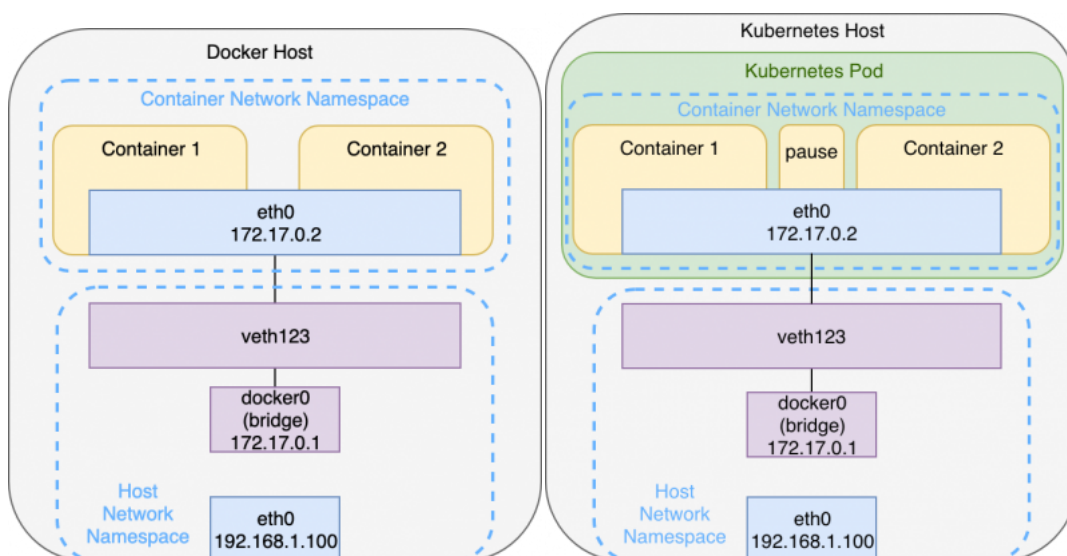 Docker Host
Container Network Namespace
Container 1
Container 2
eth0
172.17.0.2
veth123
docker0
(bridge)
172.17.0.1
Host
Network
Namespace
eth0
192.168.1.100
Kubernetes Host
Kubernetes Pod
Container Network Namespace
Container 1
pause
Container 2
eth0
172.17.0.2
veth123
docker0
(bridge)
172.17.0.1
Host
Network
Namespace
eth0
192.168.1.100